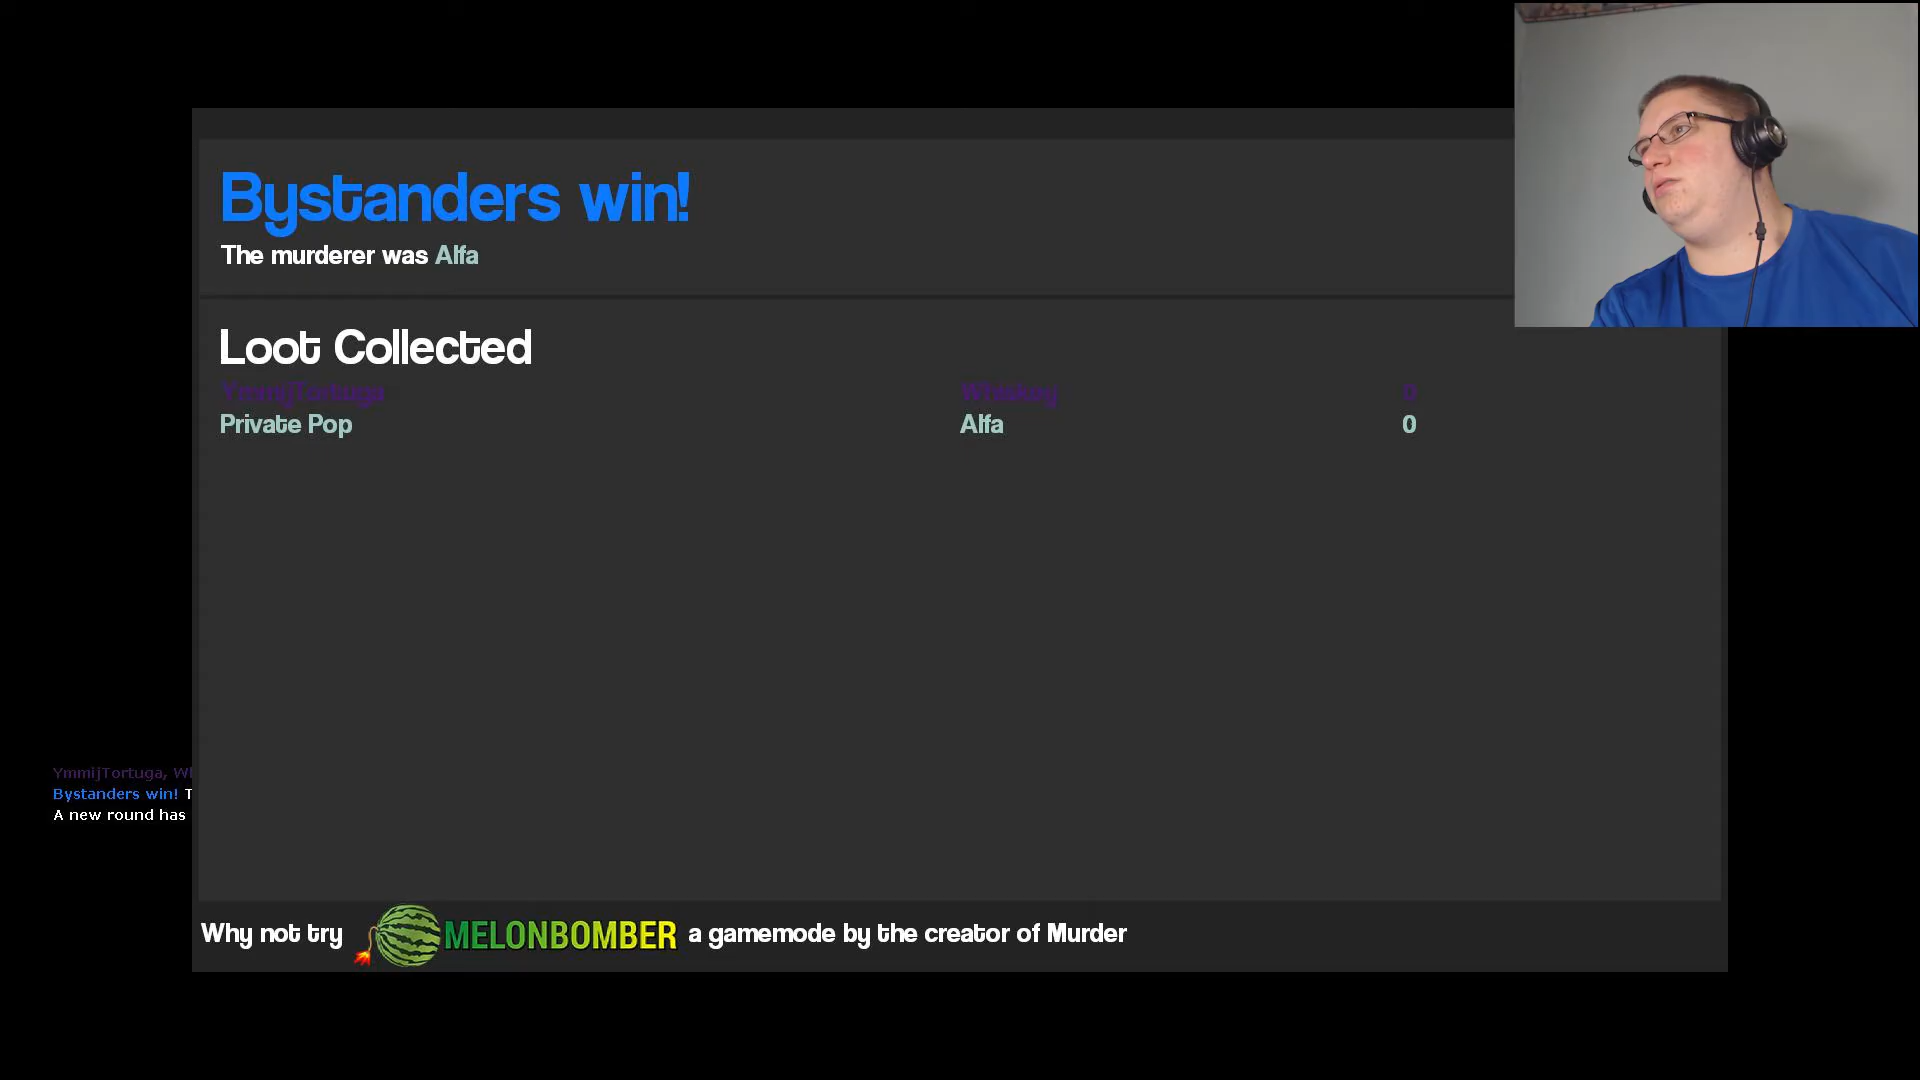 Bystanders win!
The murderer was Alfa
Loot Collected
YmmijTortuga Whiskey 0
Private Pop Alfa 0
YmmijTortuga, Wh
Bystanders win! T
A new round has
Why not try MELONBOMBER a gamemode by the creator of Murder